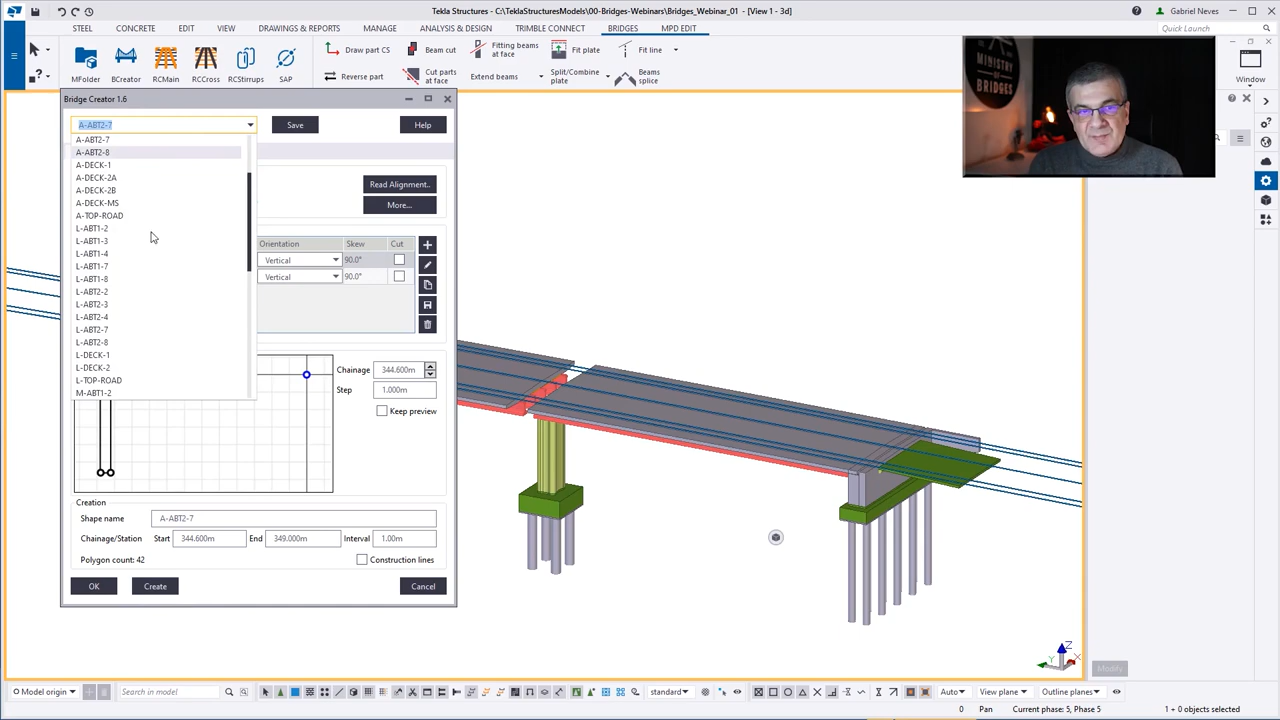 Tekla Structures - C:\TeklaStructuresModels\00-Bridges-Webinars\Bridges_Webinar_01 - [View 1 - 3d]
Gabriel Neves
STEEL CONCRETE EDIT VIEW DRAWINGS & REPORTS MANAGE ANALYSIS & DESIGN TRIMBLE CONNECT BRIDGES MPD EDIT
Quick Launch
Draw part CS Beam cut Fitting beams at face Fit plate Fit line
MFolder BCreator RCMain RCCross RCStirrups SAP
Reverse part Cut parts at face Extend beams Split/Combine plates Beams splice
Window
MINISTRY OF BRIDGES
Bridge Creator 1.6
A-ABT2-7 Save Help
A-ABT2-7
A-ABT2-8
A-DECK-1
A-DECK-2A
A-DECK-2B
A-DECK-MS
A-TOP-ROAD
L-ABT1-2
L-ABT1-3
L-ABT1-4
L-ABT1-7
L-ABT1-8
L-ABT2-2
L-ABT2-3
L-ABT2-4
L-ABT2-7
L-ABT2-8
L-DECK-1
L-DECK-2
L-TOP-ROAD
M-ABT1-2
Read Alignment..
More...
Orientation Skew Cut
Vertical 90.0°
Vertical 90.0°
Chainage 344.600m
Step 1.000m
Keep preview
Creation
Shape name A-ABT2-7
Chainage/Station Start 344.600m End 349.000m Interval 1.00m
Polygon count: 42 Construction lines
OK Create Cancel
Z
Y
X
Modify
Model origin Search in model standard Auto View plane Outline planes
0 Pan Current phase: 5, Phase 5 1 + 0 objects selected